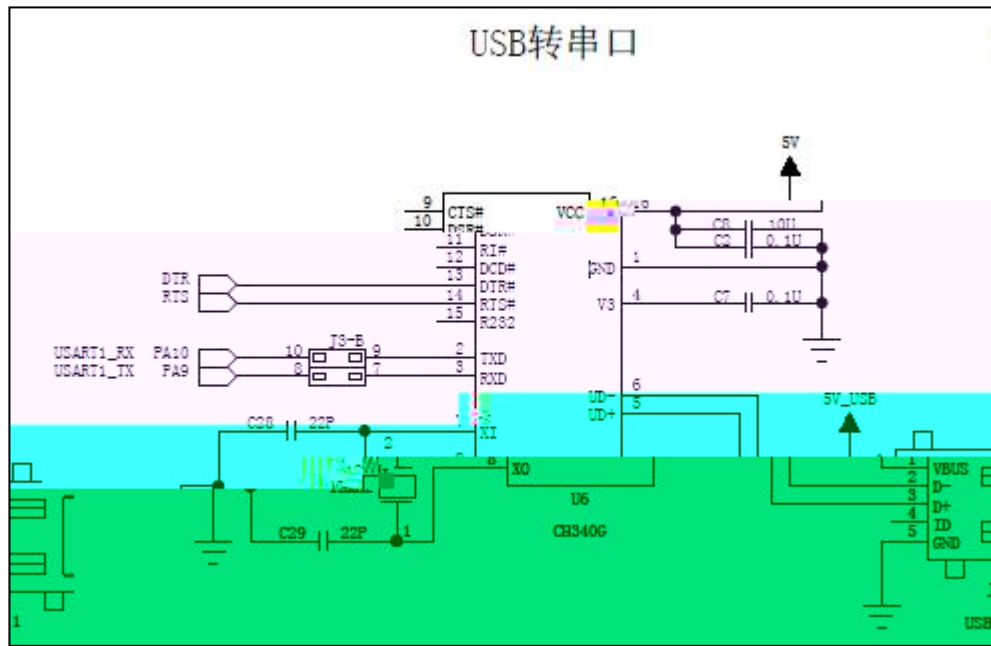 USB转串口
5V
9 CTS# VCC
10
11 RI#
12 DCD# GND 1
DTR 13 DTR#
RTS 14 RTS# V3 4
15 R232
C8 10U
C2 0.1U
C7 0.1U
J3-B
USART1_RX PA10 10 9 2 TXD
USART1_TX PA9 8 7 3 RXD
UD- 6
UD+ 5
5V_USB
C28 22P XI
2
XO
1 VBUS
2 D-
3 D+
4 ID
5 GND
U6
CH340G
C29 22P 1
1
USB